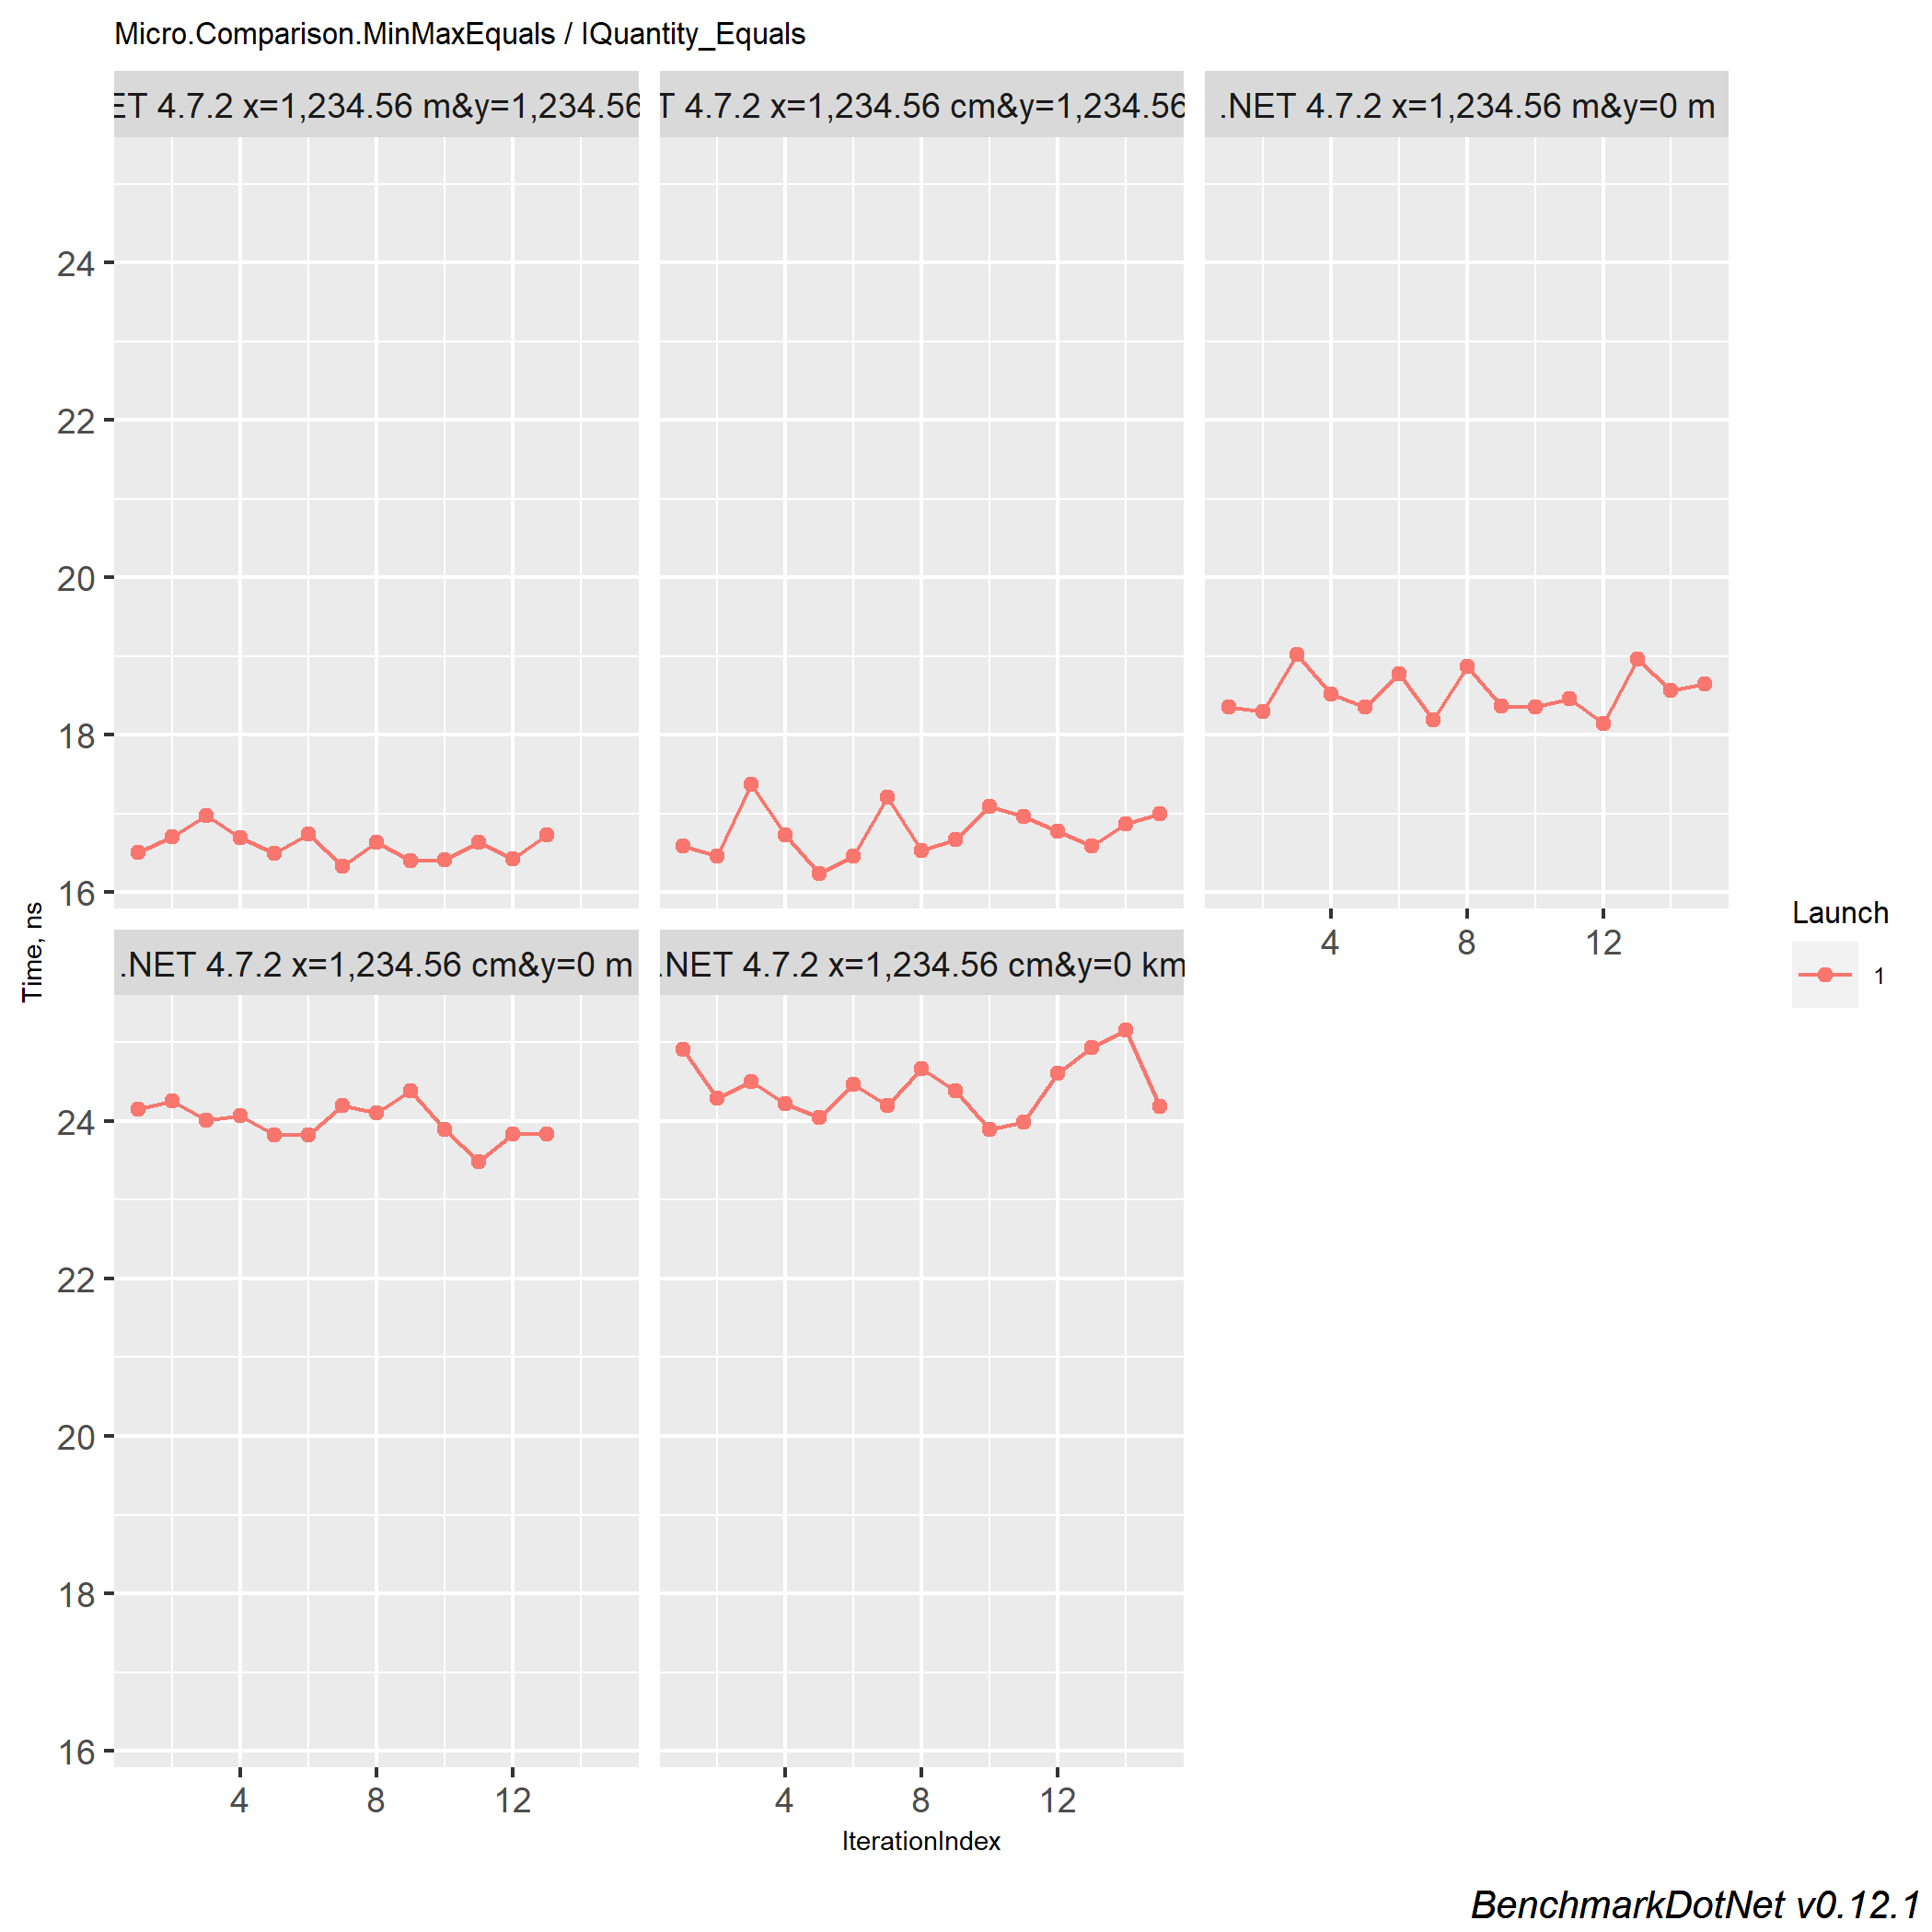 Micro.Comparison.MinMaxEquals / IQuantity_Equals
ET 4.7.2 x=1,234.56 m&y=1,234.56
T 4.7.2 x=1,234.56 cm&y=1,234.56
.NET 4.7.2 x=1,234.56 m&y=0 m
24
22
20
18
16
4 8 12
Time, ns
Launch
1
.NET 4.7.2 x=1,234.56 cm&y=0 m
.NET 4.7.2 x=1,234.56 cm&y=0 km
24
22
20
18
16
4 8 12
4 8 12
IterationIndex
BenchmarkDotNet v0.12.1